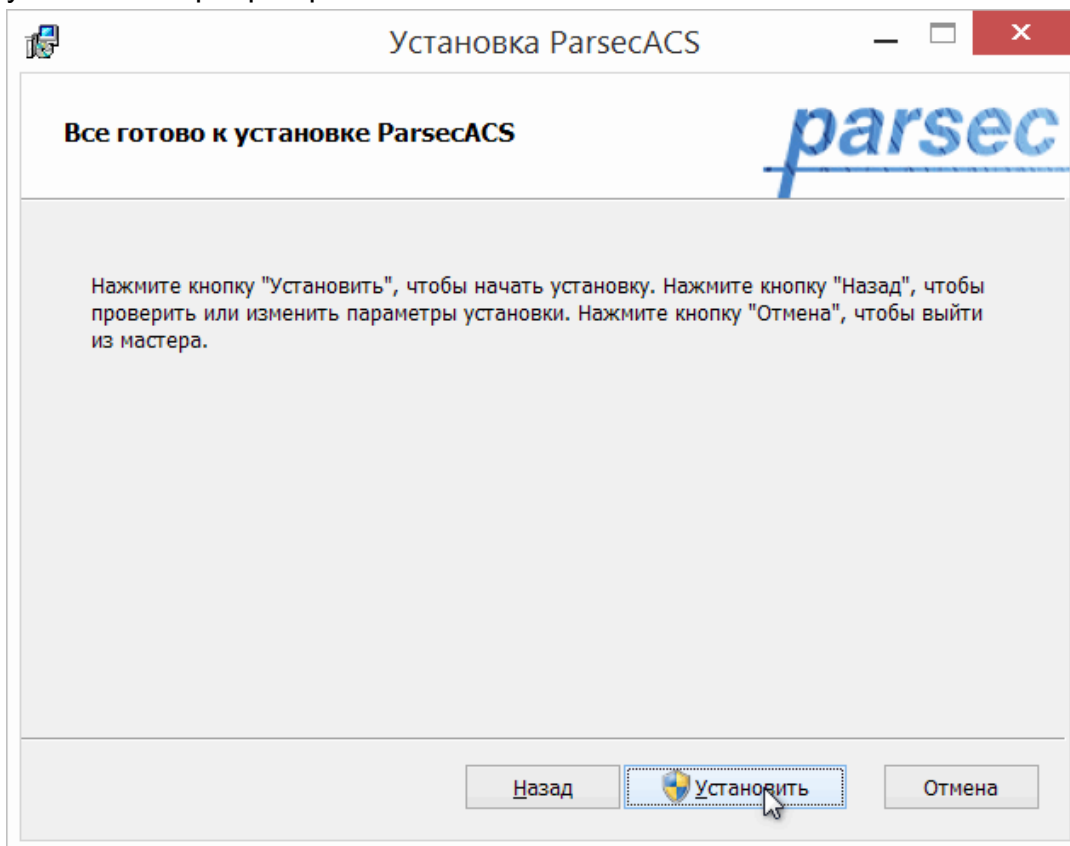 Установка ParsecACS
Все готово к установке ParsecACS
parsec
Нажмите кнопку "Установить", чтобы начать установку. Нажмите кнопку "Назад", чтобы
проверить или изменить параметры установки. Нажмите кнопку "Отмена", чтобы выйти
из мастера.
Назад Установить Отмена